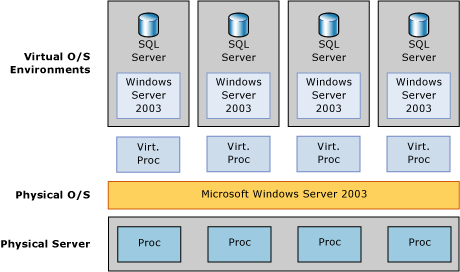 Virtual O/S
Environments
SQL
Server
Windows
Server
2003
SQL
Server
Windows
Server
2003
SQL
Server
Windows
Server
2003
SQL
Server
Windows
Server
2003
Virt.
Proc
Virt.
Proc
Virt.
Proc
Virt.
Proc
Physical O/S
Microsoft Windows Server 2003
Physical Server
Proc
Proc
Proc
Proc